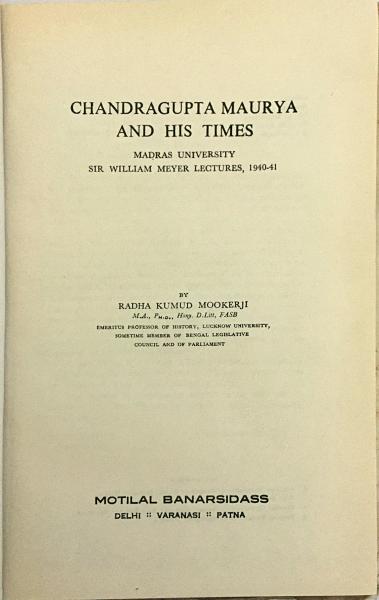 CHANDRAGUPTA MAURYA
AND HIS TIMES
MADRAS UNIVERSITY
SIR WILLIAM MEYER LECTURES, 1940-41
BY
RADHA KUMUD MOOKERJI
M.A., PH.D., Hony. D.Litt, FASB
EMERITUS PROFESSOR OF HISTORY, LUCKNOW UNIVERSITY,
SOMETIME MEMBER OF BENGAL LEGISLATIVE
COUNCIL AND OF PARLIAMENT
MOTILAL BANARSIDASS
DELHI :: VARANASI :: PATNA